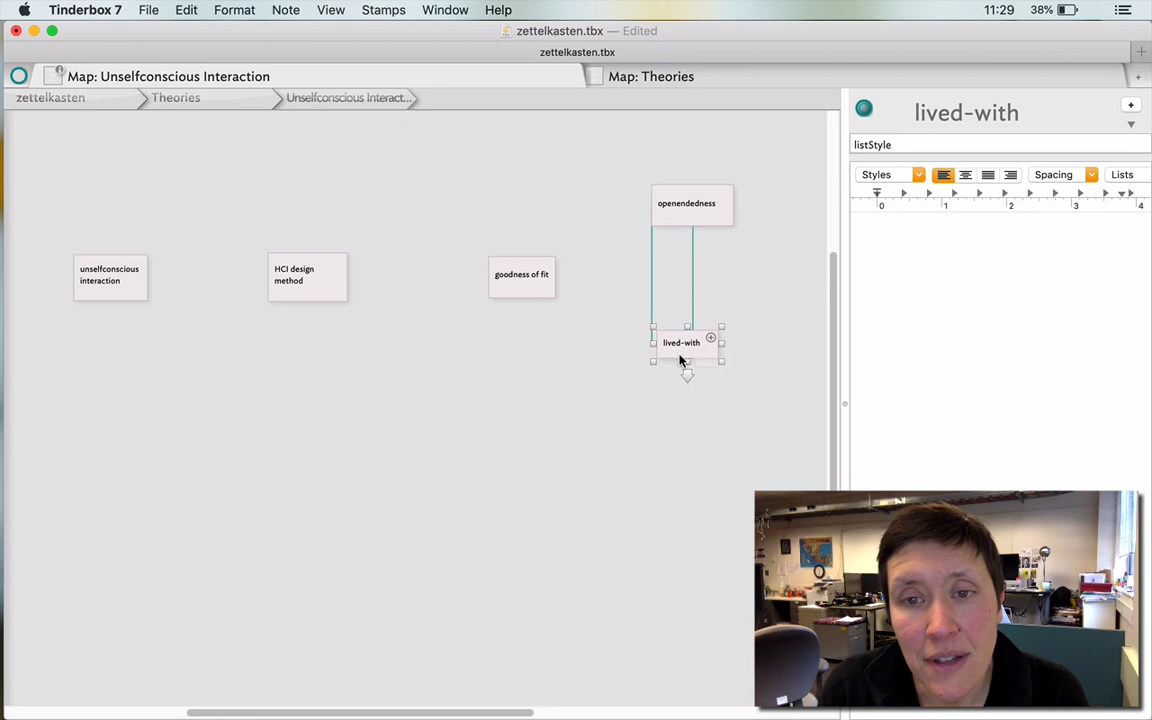 Tinderbox 7 File Edit Format Note View Stamps Window Help 11:29 38%
zettelkasten.tbx — Edited
zettelkasten.tbx
Map: Unselfconscious Interaction Map: Theories
zettelkasten Theories Unselfconscious Interact...
lived-with
listStyle
Styles Spacing Lists
0 1 2 3 4
openendedness
unselfconscious
interaction
HCI design
method
goodness of fit
lived-with